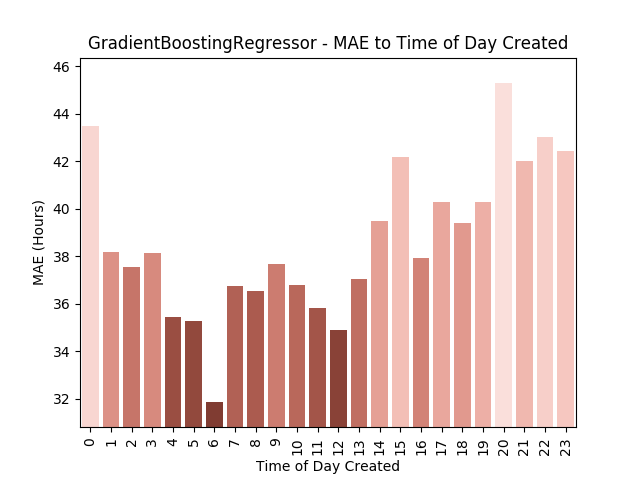 GradientBoostingRegressor - MAE to Time of Day Created
46
44
42
40
38
36
34
32
MAE (Hours)
0 1 2 3 4 5 6 7 8 9 10 11 12 13 14 15 16 17 18 19 20 21 22 23
Time of Day Created